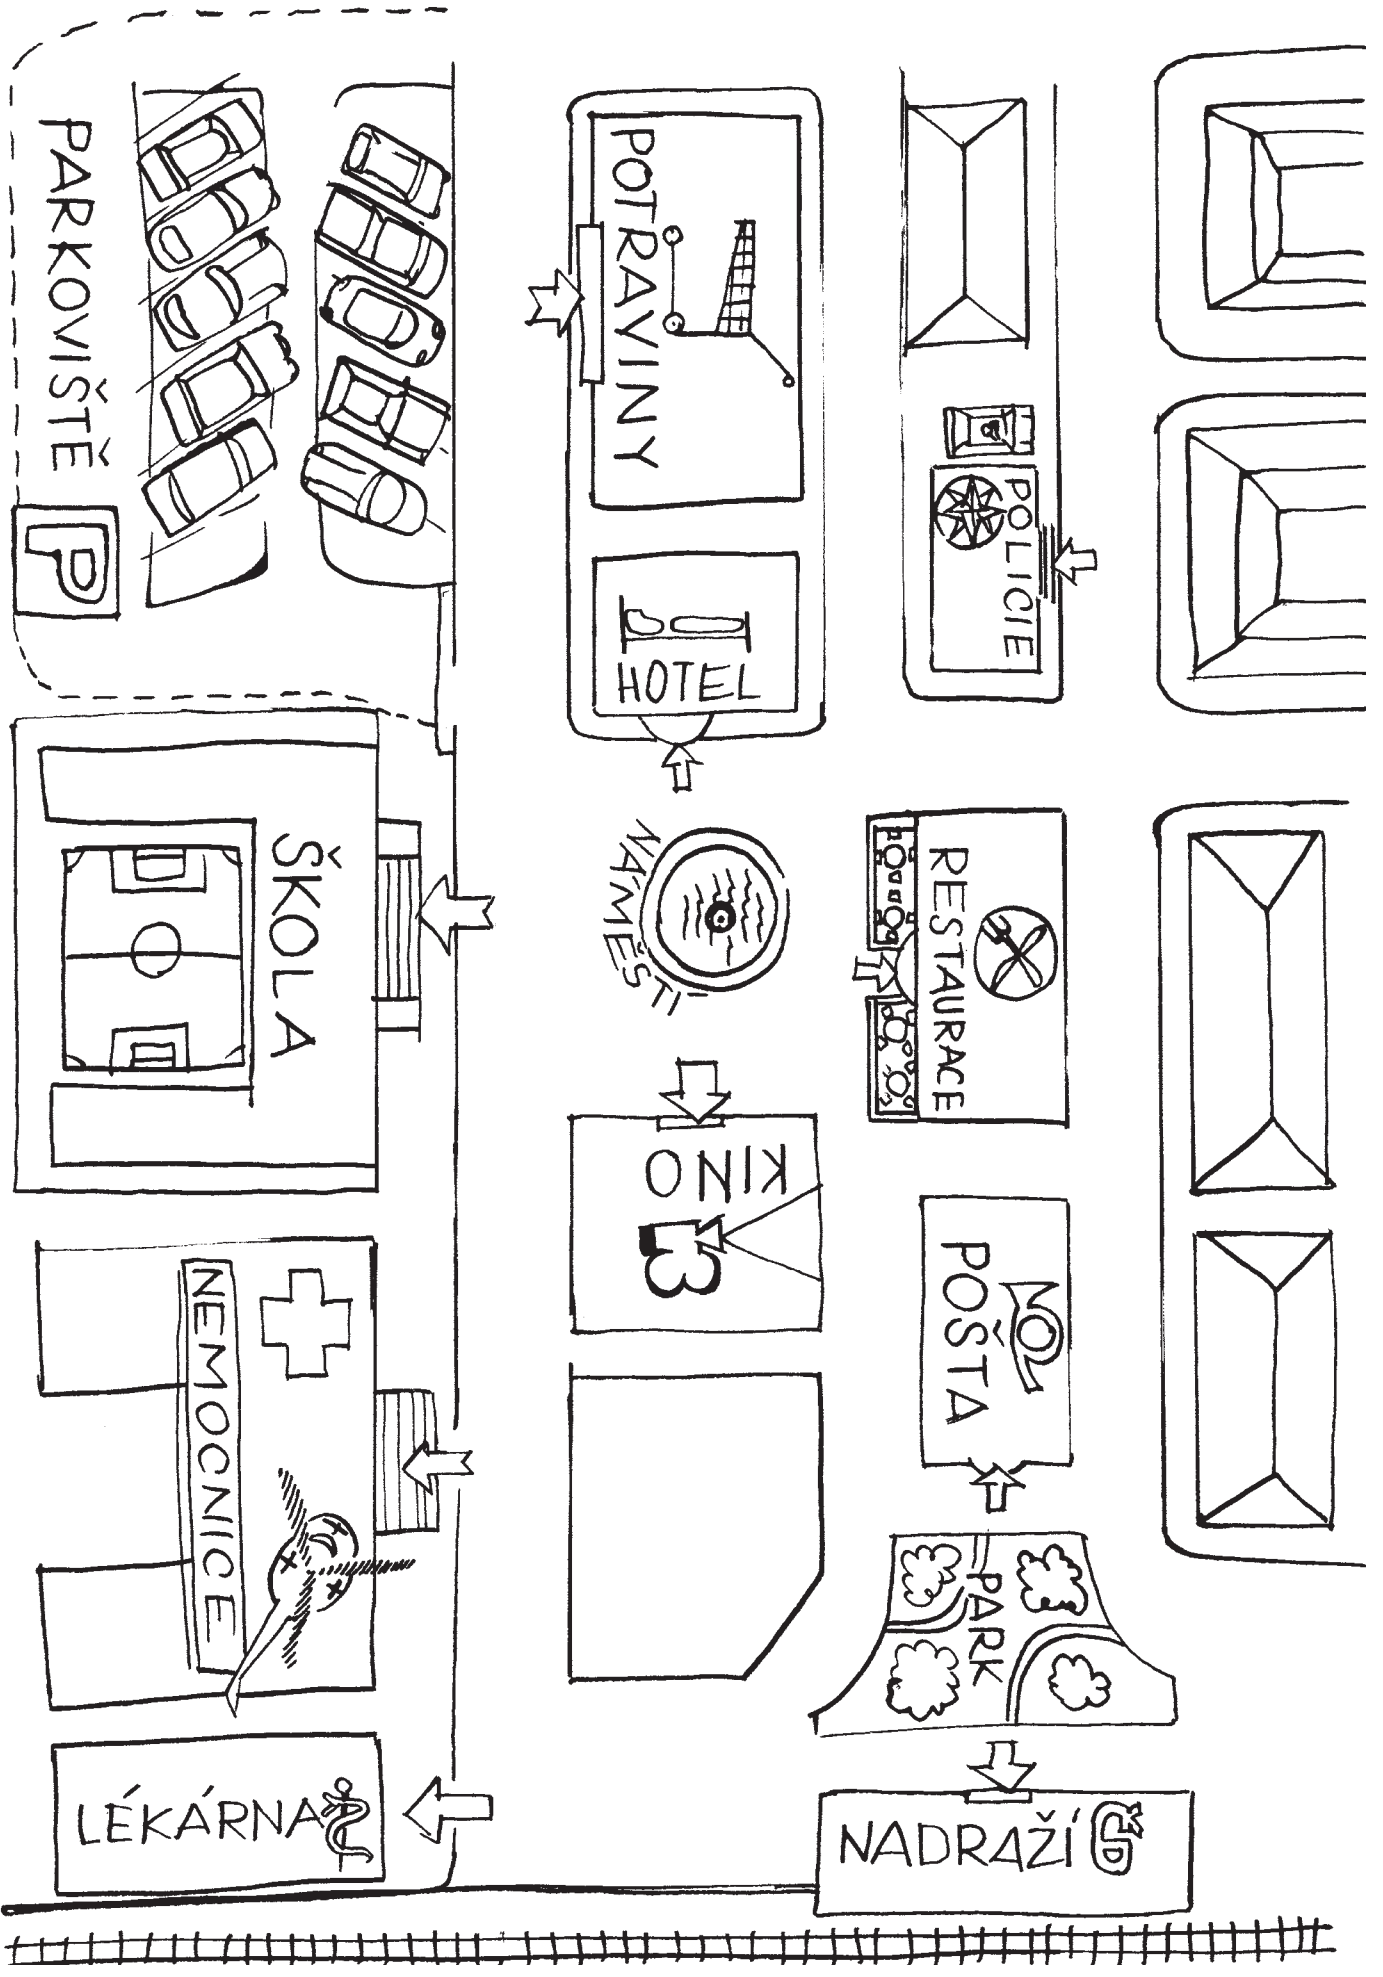 PARKOVIŠTĚ
P
POTRAVINY
HOTEL
POLICIE
ŠKOLA
NÁMĚSTÍ
RESTAURACE
KINO
NEMOCNICE
POŠTA
PARK
LÉKÁRNA
NADRAŽÍ